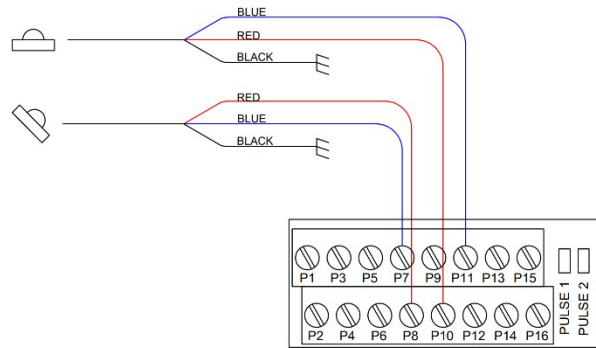 BLUE
RED
BLACK
RED
BLUE
BLACK
P1 P3 P5 P7 P9 P11 P13 P15
P2 P4 P6 P8 P10 P12 P14 P16
PULSE 1
PULSE 2